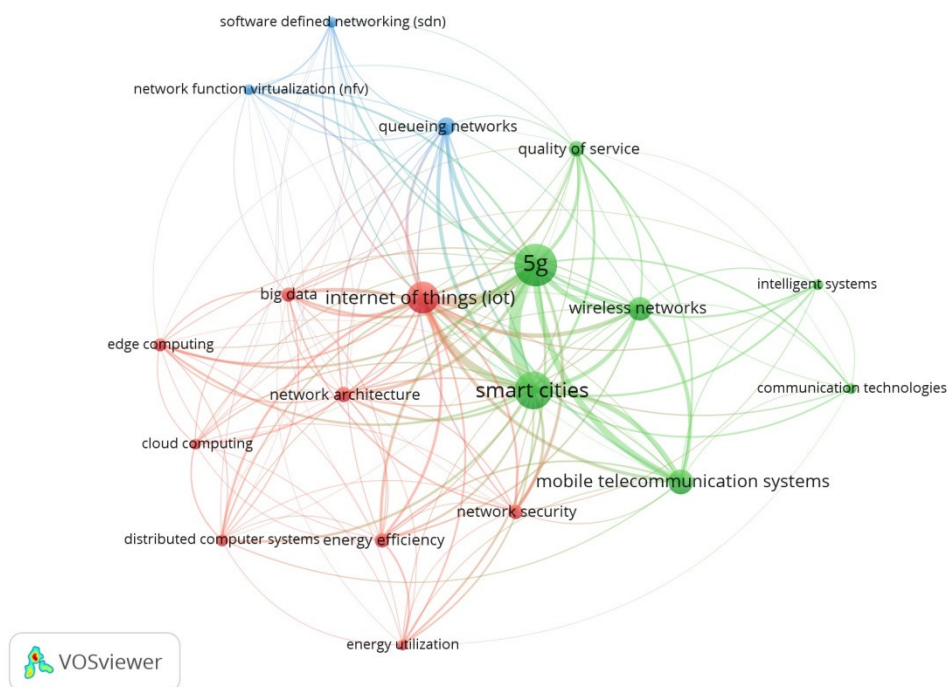 software defined networking (sdn)
network function virtualization (nfv)
queueing networks
quality of service
5g
intelligent systems
big data
internet of things (iot)
wireless networks
edge computing
smart cities
communication technologies
network architecture
cloud computing
mobile telecommunication systems
network security
distributed computer systems
energy efficiency
energy utilization
VOSviewer